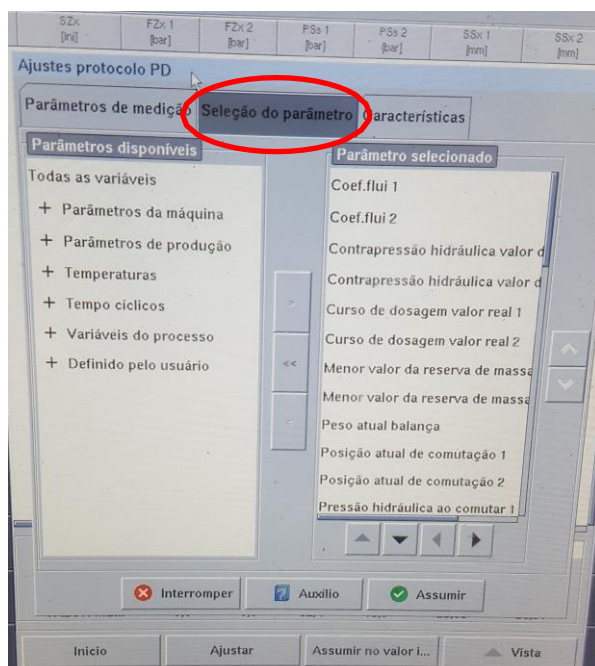 SZx FZx 1 FZx 2 PSs 1 PSs 2 SSx 1 SSx 2
[bar] [bar] [bar] [bar] [mm] [mm]
Ajustes protocolo PD
Parâmetros de medição Seleção do parâmetro Características
Parâmetros disponíveis
Todas as variáveis
+ Parâmetros da máquina
+ Parâmetros de produção
+ Temperaturas
+ Tempo cíclicos
+ Variáveis do processo
+ Definido pelo usuário
>
<<
<
Parâmetro selecionado
Coef.flui 1
Coef.flui 2
Contrapressão hidráulica valor d
Contrapressão hidráulica valor d
Curso de dosagem valor real 1
Curso de dosagem valor real 2
Menor valor da reserva de massa
Menor valor da reserva de massa
Peso atual balança
Posição atual de comutação 1
Posição atual de comutação 2
Pressão hidráulica ao comutar 1
Interromper Auxílio Assumir
Inicio Ajustar Assumir no valor i... Vista